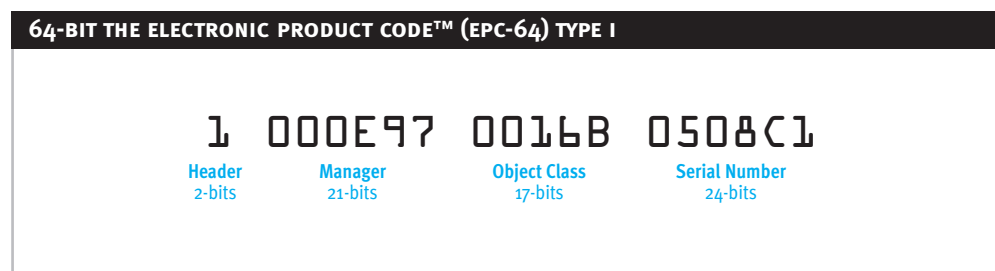 64-BIT THE ELECTRONIC PRODUCT CODE™ (EPC-64) TYPE I
1 000E97 0016B 0508C1
Header Manager Object Class Serial Number
2-bits 21-bits 17-bits 24-bits